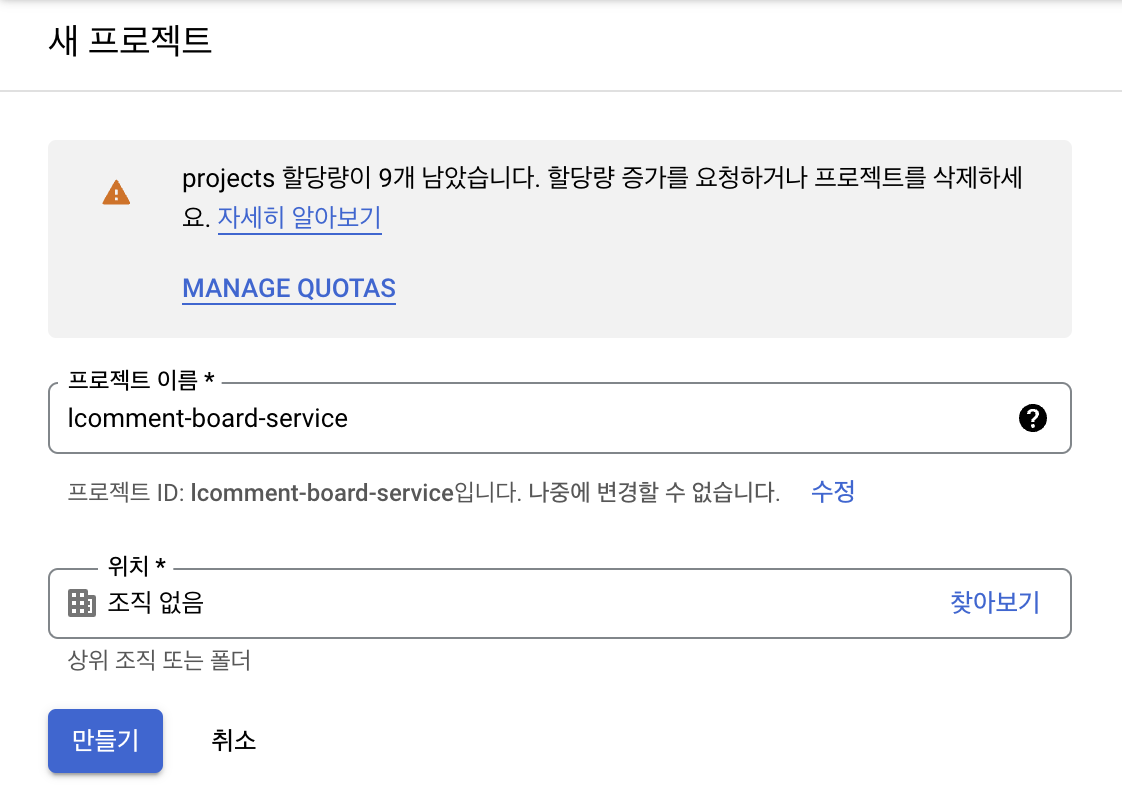 새 프로젝트
projects 할당량이 9개 남았습니다. 할당량 증가를 요청하거나 프로젝트를 삭제하세
요. 자세히 알아보기
MANAGE QUOTAS
프로젝트 이름 *
lcomment-board-service
프로젝트 ID: lcomment-board-service입니다. 나중에 변경할 수 없습니다. 수정
위치 *
조직 없음 찾아보기
상위 조직 또는 폴더
만들기 취소